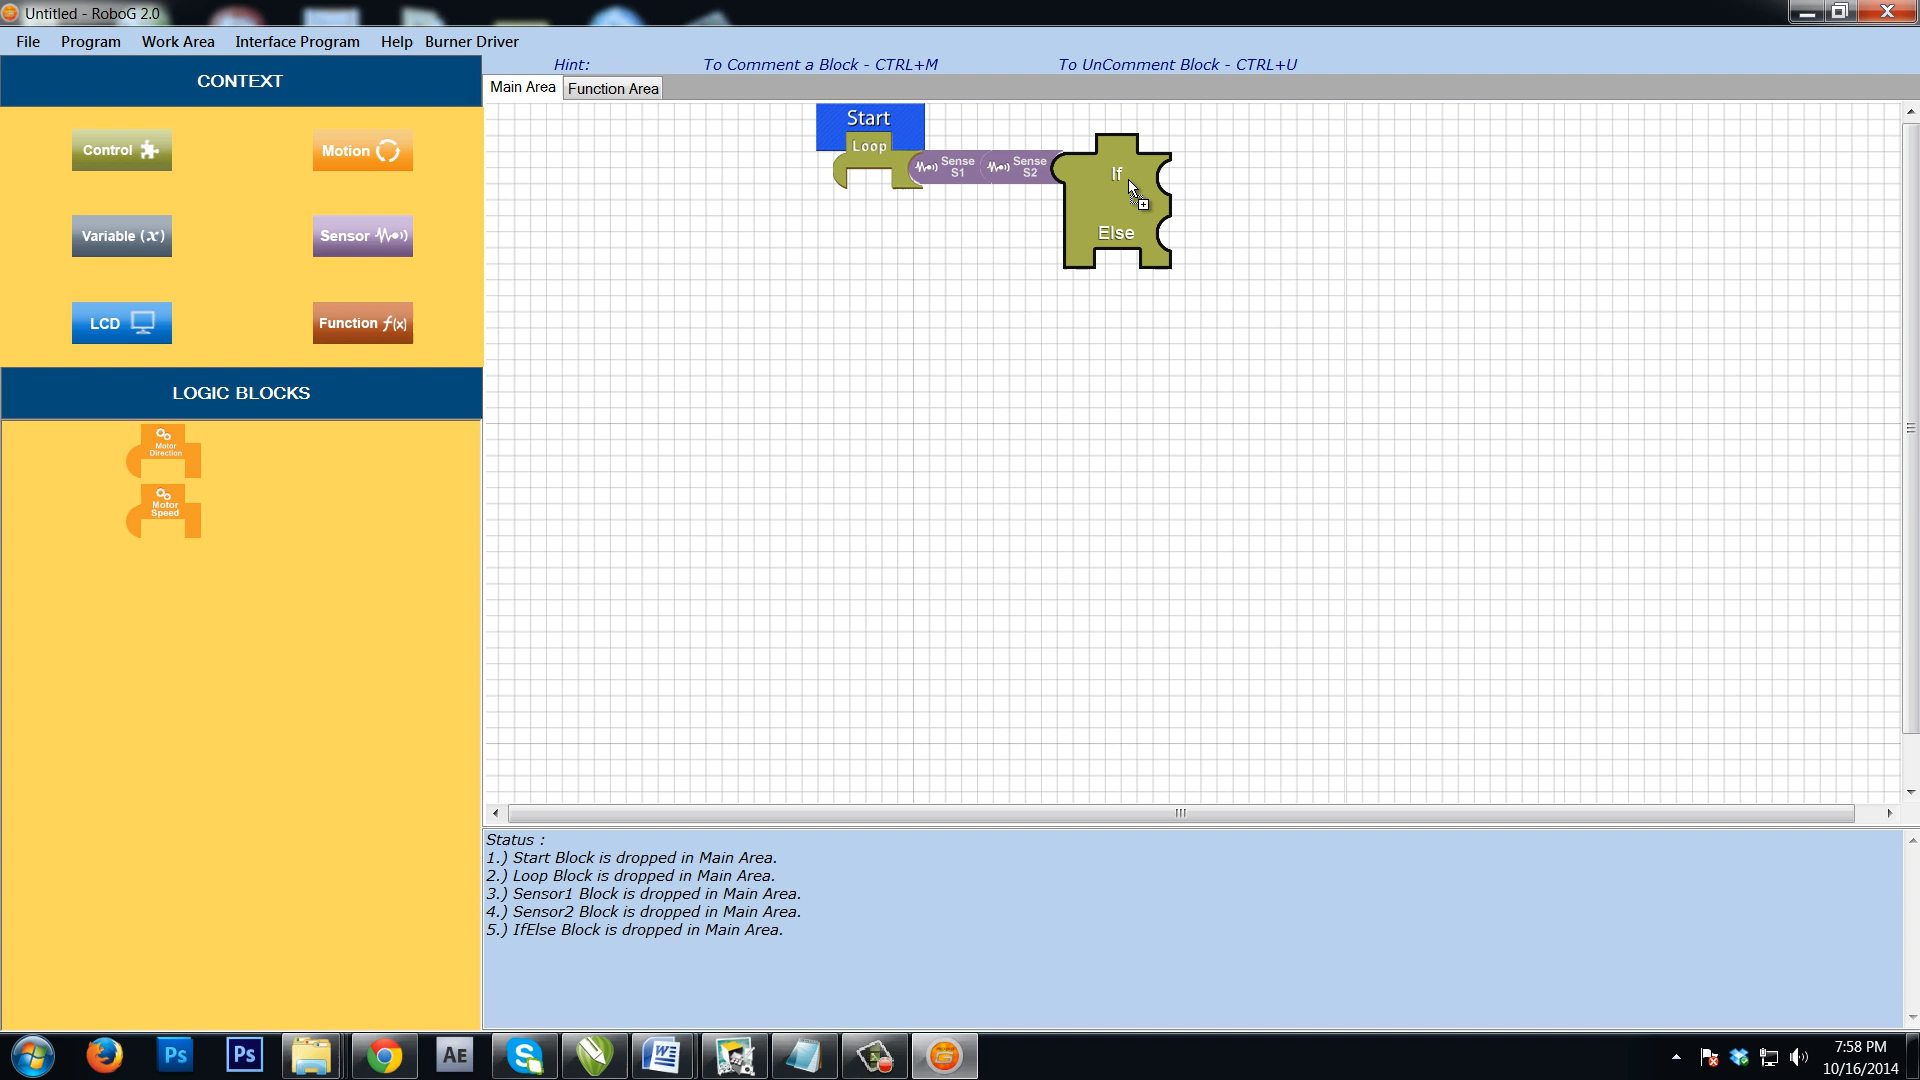 Untitled - RoboG 2.0
File Program Work Area Interface Program Help Burner Driver
Hint: To Comment a Block - CTRL+M To UnComment Block - CTRL+U
CONTEXT
Main Area Function Area
Control
Motion
Variable (x)
Sensor
LCD
Function f(x)
Start
Loop
Sense
S1
Sense
S2
If
Else
LOGIC BLOCKS
Motor
Direction
Motor
Speed
Status :
1.) Start Block is dropped in Main Area.
2.) Loop Block is dropped in Main Area.
3.) Sensor1 Block is dropped in Main Area.
4.) Sensor2 Block is dropped in Main Area.
5.) IfElse Block is dropped in Main Area.
Ps
Ps
AE
7:58 PM
10/16/2014